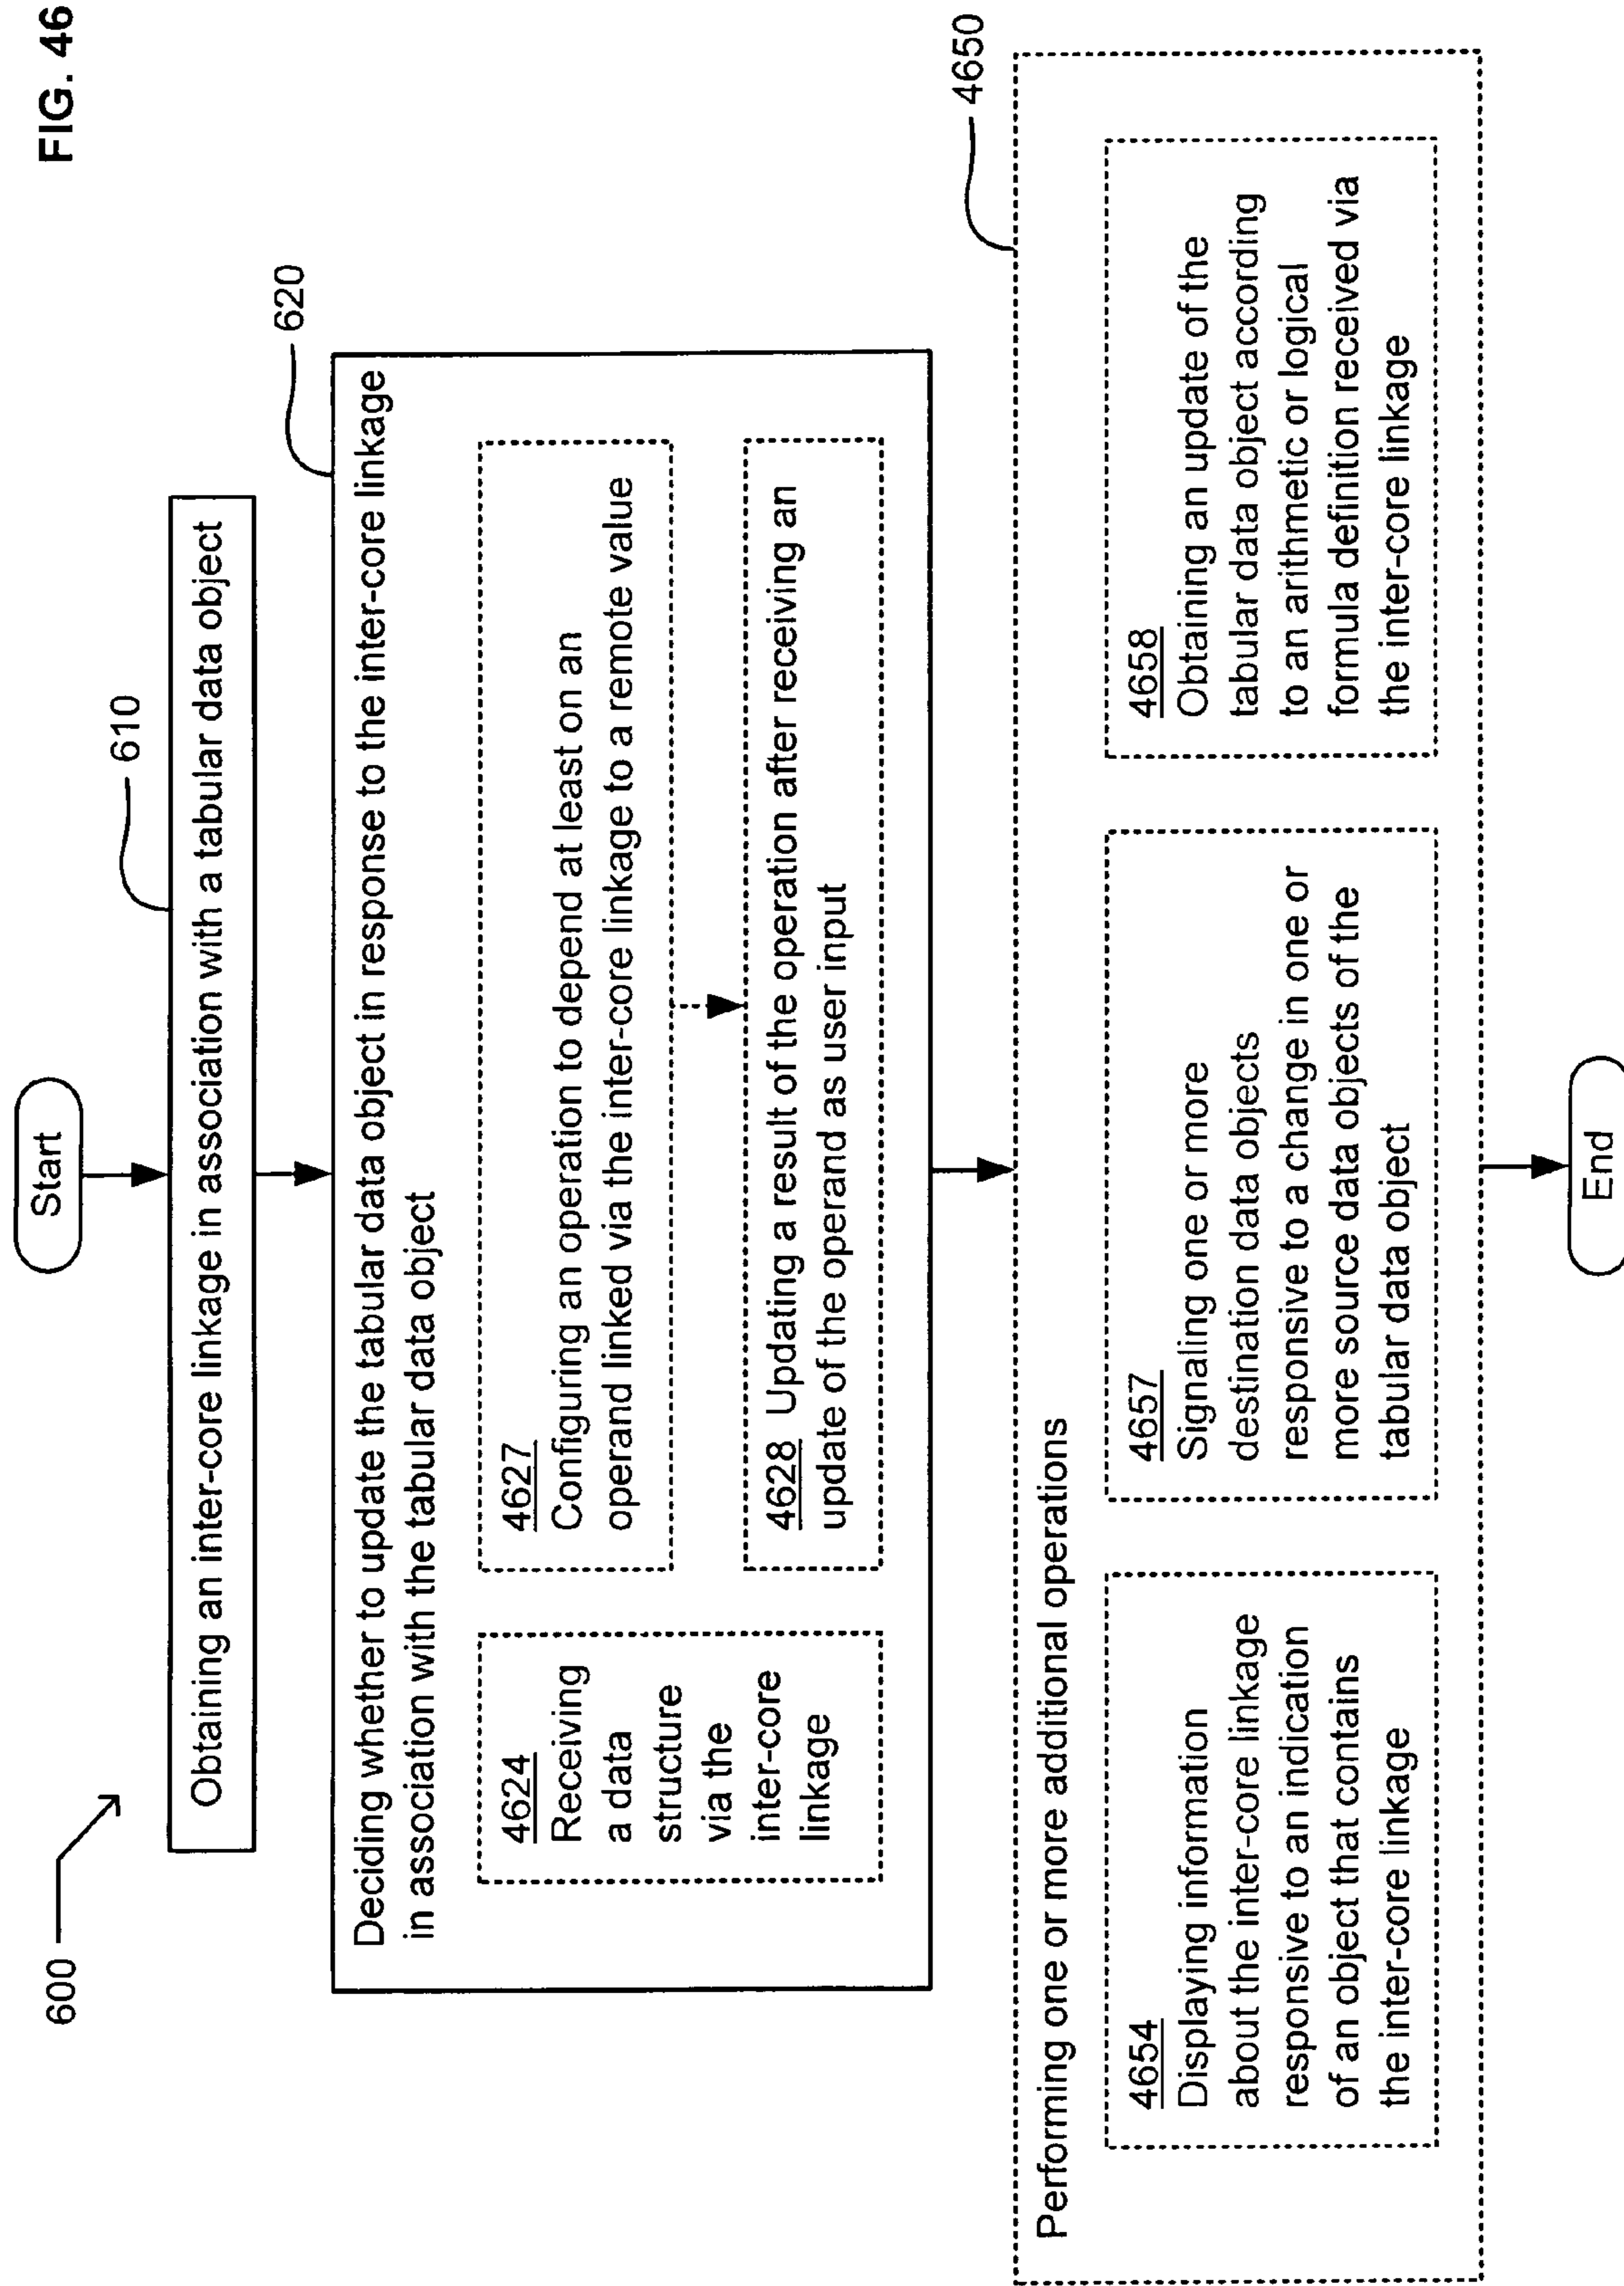 FIG. 46
600
Start
610
Obtaining an inter-core linkage in association with a tabular data object
620
Deciding whether to update the tabular data object in response to the inter-core linkage
in association with the tabular data object
4624
Receiving
a data
structure
via the
inter-core
linkage
4627
Configuring an operation to depend at least on an
operand linked via the inter-core linkage to a remote value
4628 Updating a result of the operation after receiving an
update of the operand as user input
4650
Performing one or more additional operations
4654
Displaying information
about the inter-core linkage
responsive to an indication
of an object that contains
the inter-core linkage
4657
Signaling one or more
destination data objects
responsive to a change in one or
more source data objects of the
tabular data object
4658
Obtaining an update of the
tabular data object according
to an arithmetic or logical
formula definition received via
the inter-core linkage
End